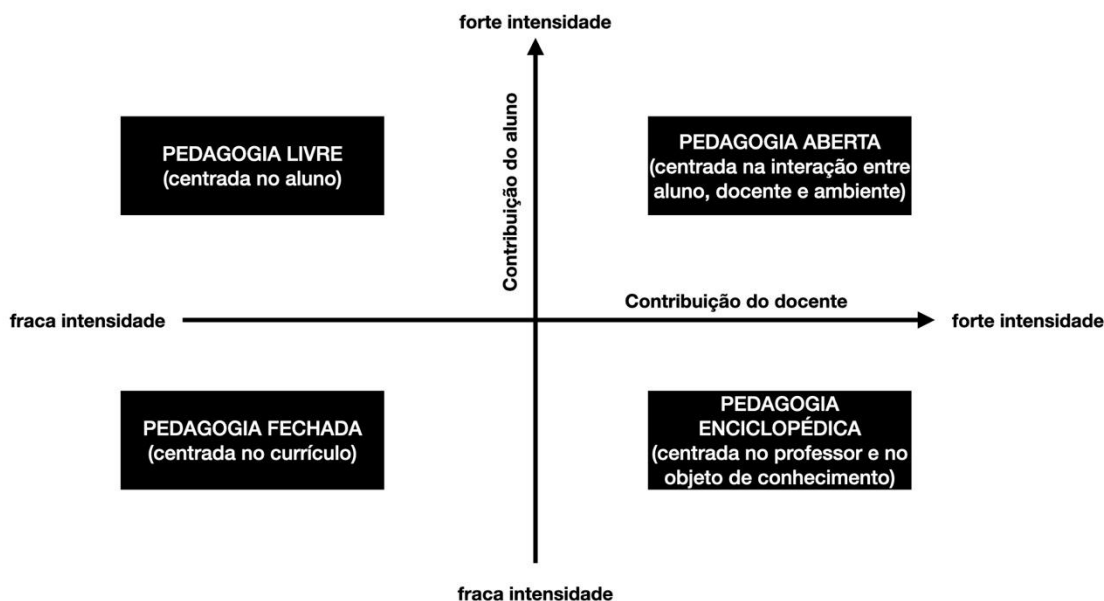 forte intensidade
Contribuição do aluno
PEDAGOGIA LIVRE
(centrada no aluno)
PEDAGOGIA ABERTA
(centrada na interação entre
aluno, docente e ambiente)
Contribuição do docente
fraca intensidade
forte intensidade
PEDAGOGIA FECHADA
(centrada no currículo)
PEDAGOGIA
ENCICLOPÉDICA
(centrada no professor e no
objeto de conhecimento)
fraca intensidade